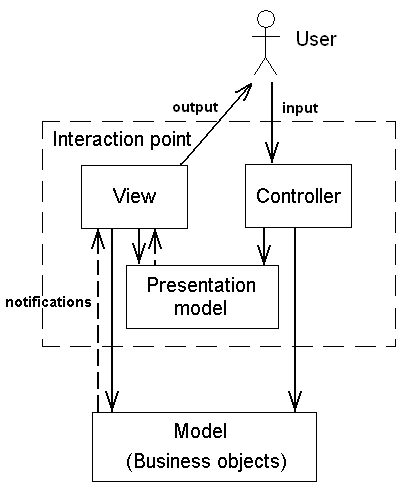 User
output
input
Interaction point
View
Controller
Presentation
model
notifications
Model
(Business objects)